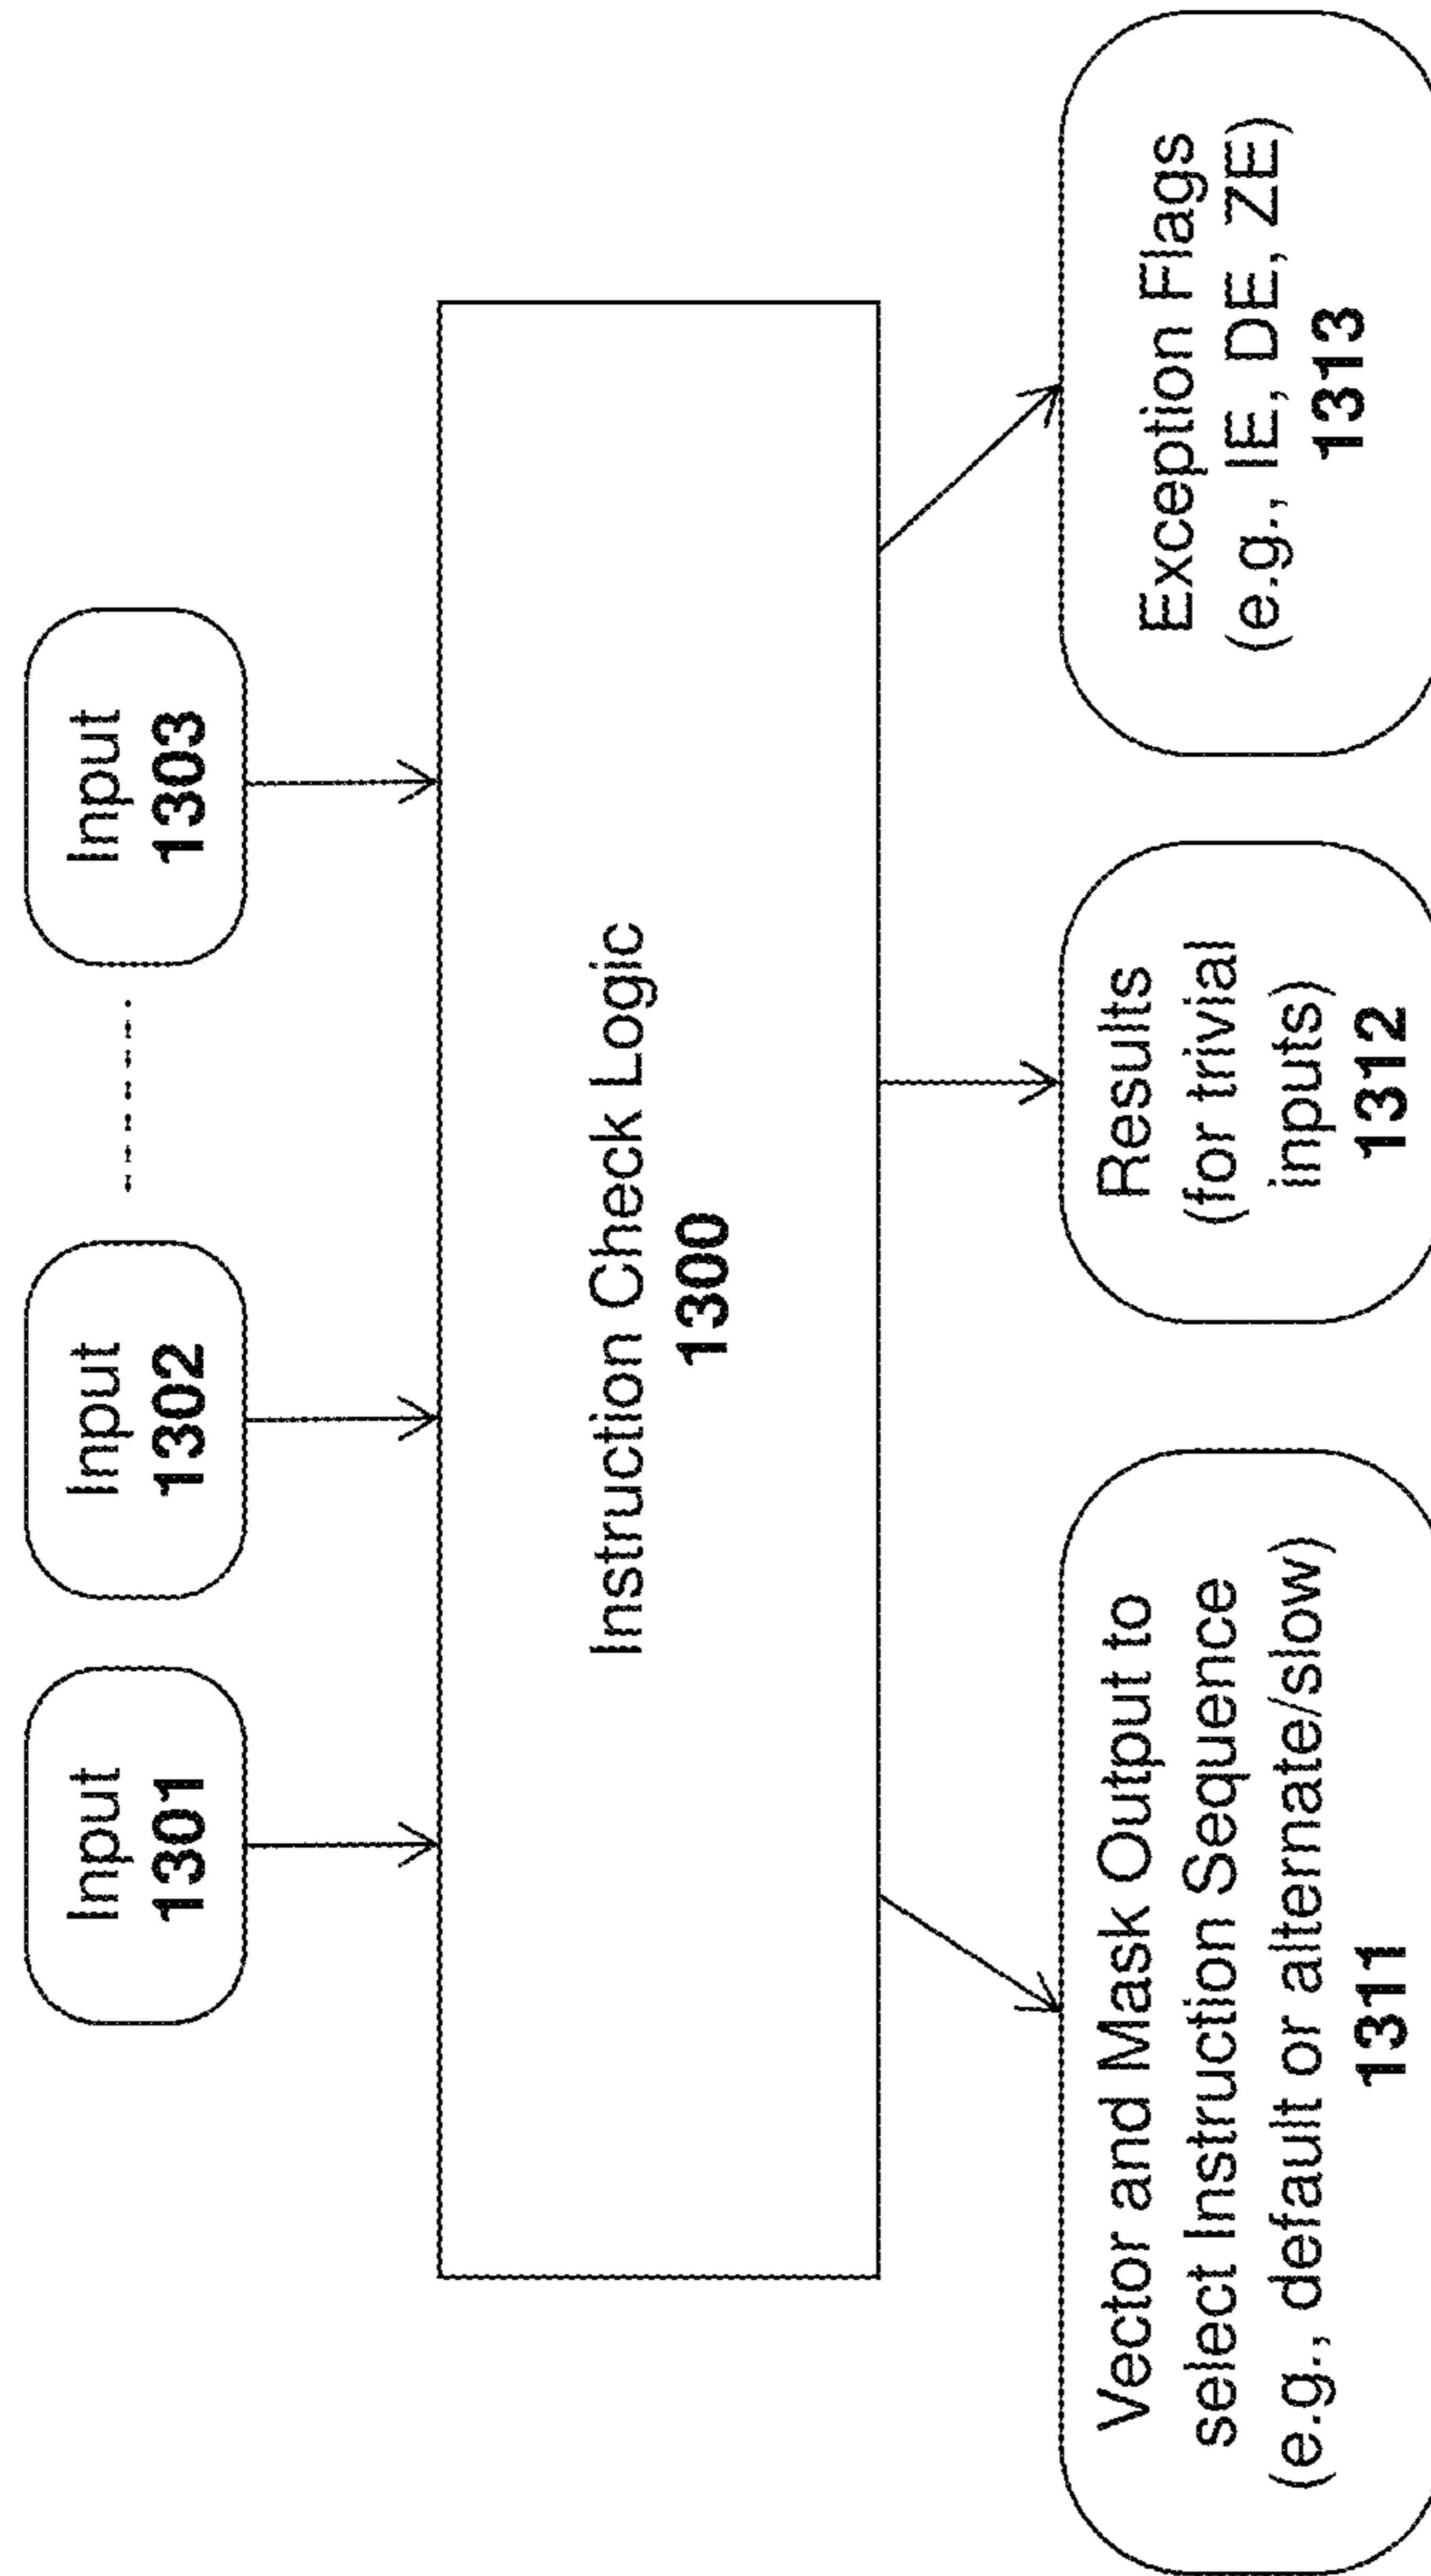 Input
1301
Input
1302
Input
1303
Instruction Check Logic
1300
Vector and Mask Output to
select Instruction Sequence
(e.g., default or alternate/slow)
1311
Results
(for trivial
inputs)
1312
Exception Flags
(e.g., IE, DE, ZE)
1313